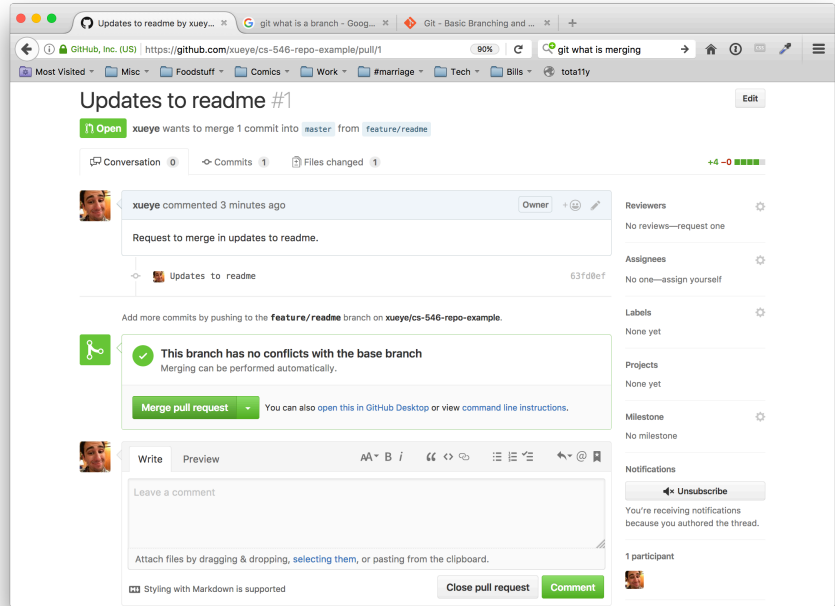 Updates to readme by xuey...
git what is a branch - Goog...
Git - Basic Branching and ...
GitHub, Inc. (US) https://github.com/xueye/cs-546-repo-example/pull/1 90% git what is merging
Most Visited Misc Foodstuff Comics Work #marriage Tech Bills tota11y
Updates to readme #1
Edit
Open xueye wants to merge 1 commit into master from feature/readme
Conversation 0 Commits 1 Files changed 1 +4 −0
xueye commented 3 minutes ago Owner
Request to merge in updates to readme.
Updates to readme 63fd0ef
Add more commits by pushing to the feature/readme branch on xueye/cs-546-repo-example.
This branch has no conflicts with the base branch
Merging can be performed automatically.
Merge pull request You can also open this in GitHub Desktop or view command line instructions.
Write Preview AA B i
Leave a comment
Attach files by dragging & dropping, selecting them, or pasting from the clipboard.
Styling with Markdown is supported Close pull request Comment
Reviewers
No reviews—request one
Assignees
No one—assign yourself
Labels
None yet
Projects
None yet
Milestone
No milestone
Notifications
Unsubscribe
You're receiving notifications
because you authored the thread.
1 participant